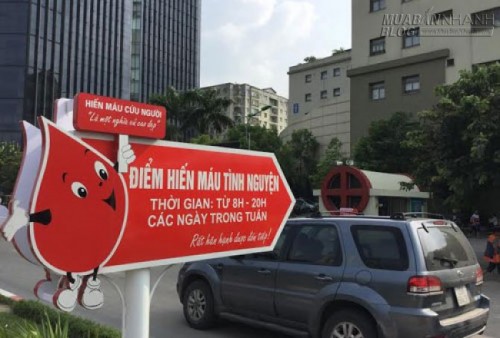 MUABANNHANH
BLOG
HIẾN MÁU CỨU NGƯỜI
"Là một nghĩa cử cao đẹp"
ĐIỂM HIẾN MÁU TÌNH NGUYỆN
THỜI GIAN: TỪ 8H - 20H
CÁC NGÀY TRONG TUẦN
Rất hân hạnh được đón tiếp!